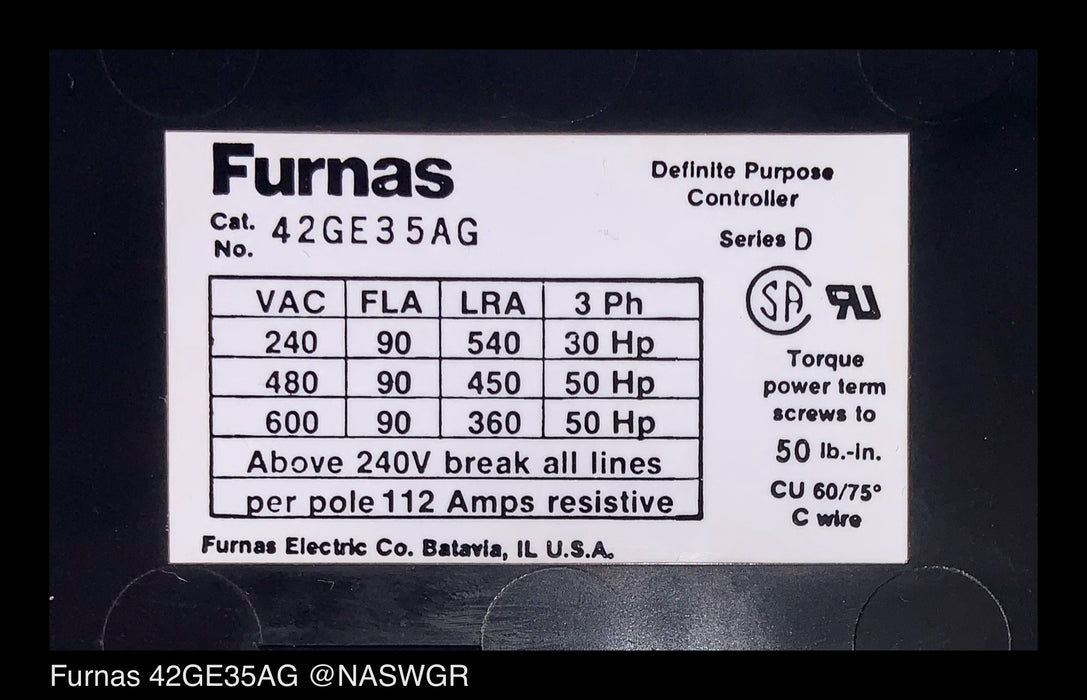 Furnas
Definite Purpose
Controller
Cat.
No. 42GE35AG
Series D
SA
RU
VAC FLA LRA 3 Ph
240 90 540 30 Hp
480 90 450 50 Hp
600 90 360 50 Hp
Above 240V break all lines
per pole 112 Amps resistive
Torque
power term
screws to
50 lb.-in.
CU 60/75°
C wire
Furnas Electric Co. Batavia, IL U.S.A.
Furnas 42GE35AG @NASWGR